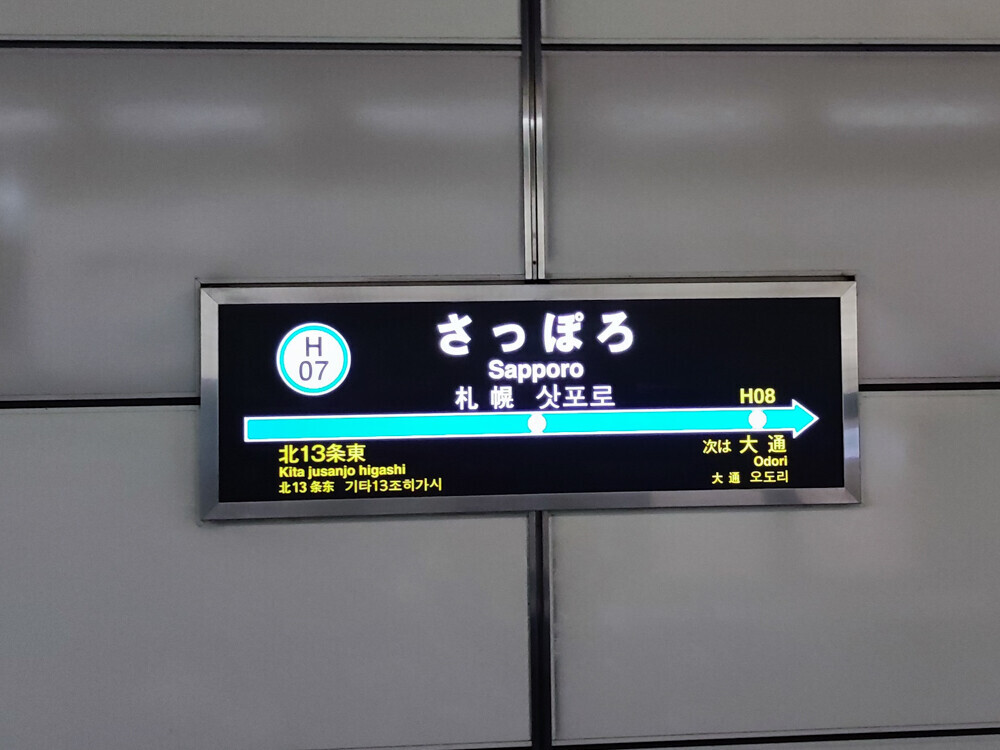 H
07
さっぽろ
Sapporo
札幌 삿포로
H08
北13条東
Kita jusanjo higashi
北13条东 기타13조히가시
次は 大通
Odori
大通 오도리